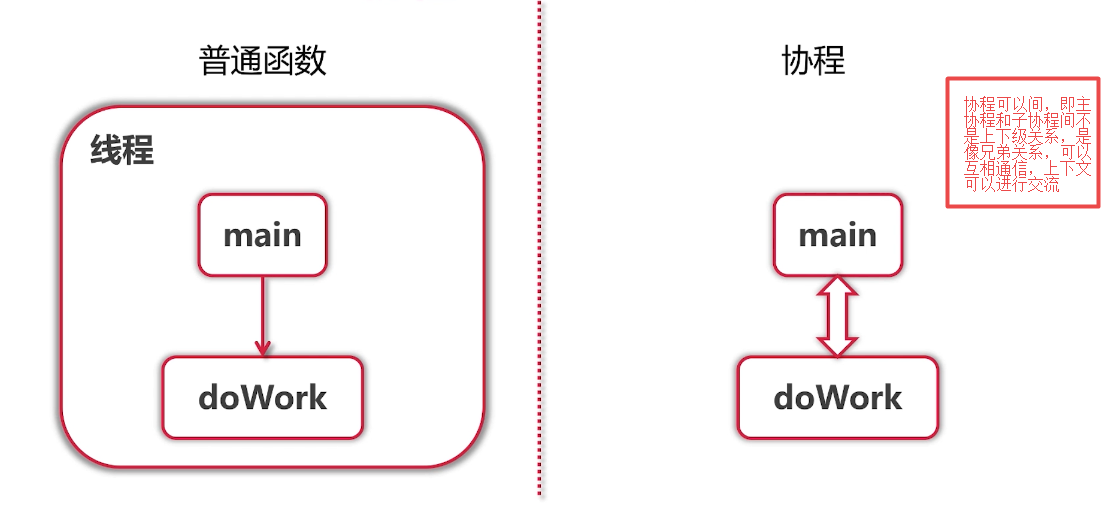 普通函数
线程
main
doWork
协程
main
doWork
协程可以间，即主
协程和子协程间不
是上下级关系，是
像兄弟关系，可以
互相通信，上下文
可以进行交流